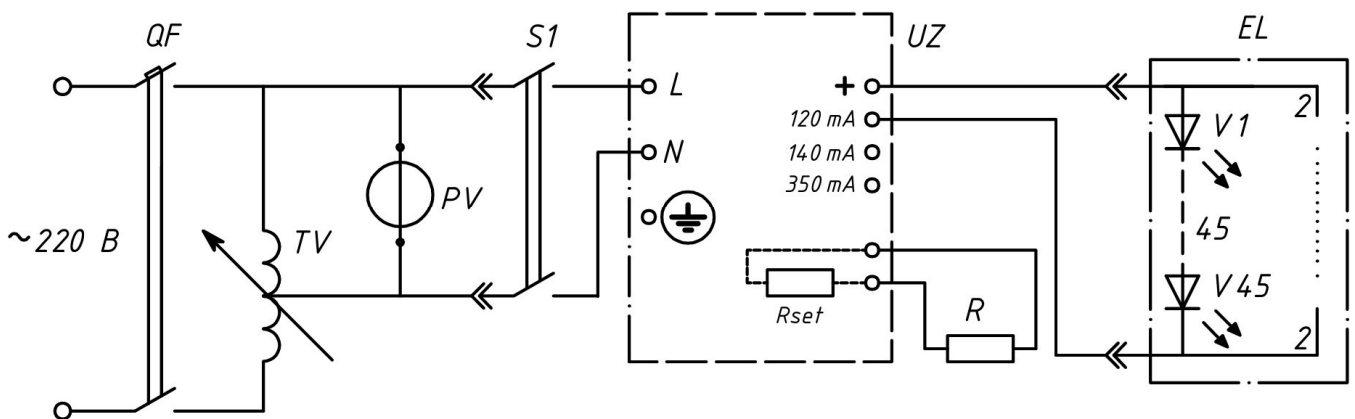 QF
S1
UZ
EL
L
+
2
120 mA
V1
N
140 mA
350 mA
PV
~220 В
TV
45
V45
Rset
R
2